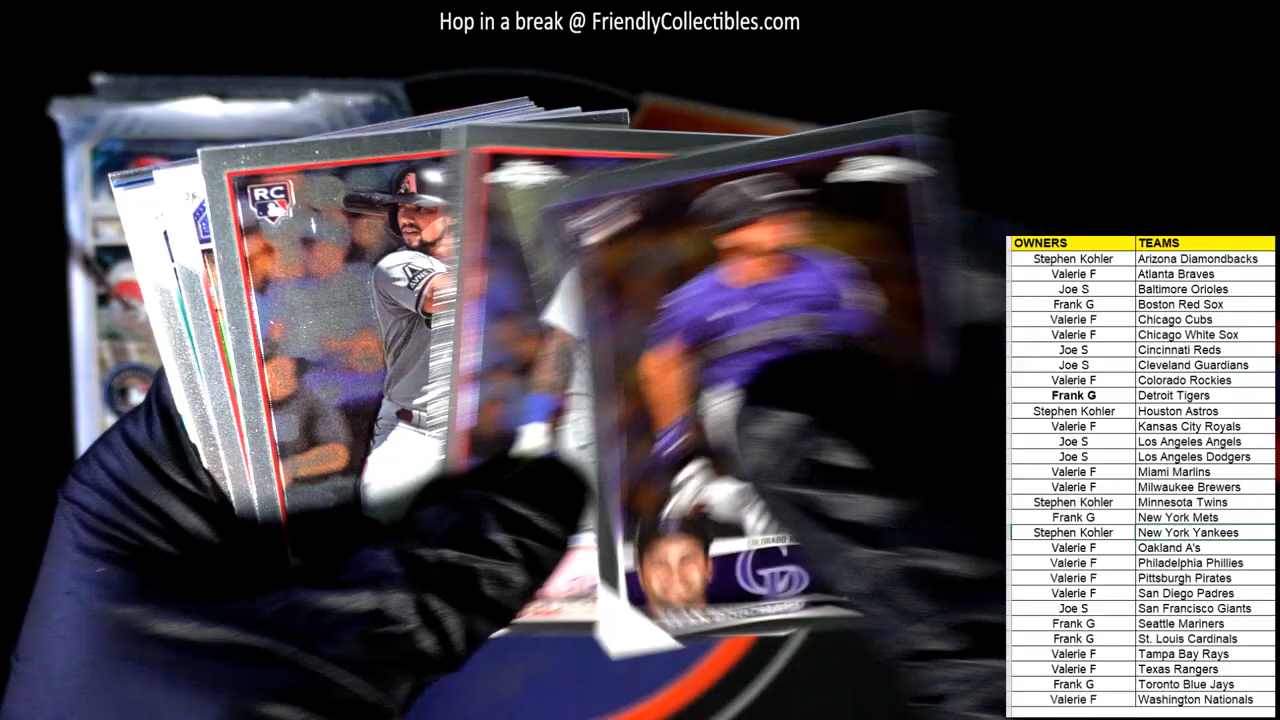 Hop in a break @ FriendlyCollectibles.com
RC
OWNERS TEAMS
Stephen Kohler Arizona Diamondbacks
Valerie F Atlanta Braves
Joe S Baltimore Orioles
Frank G Boston Red Sox
Valerie F Chicago Cubs
Valerie F Chicago White Sox
Joe S Cincinnati Reds
Joe S Cleveland Guardians
Valerie F Colorado Rockies
Frank G Detroit Tigers
Stephen Kohler Houston Astros
Valerie F Kansas City Royals
Joe S Los Angeles Angels
Joe S Los Angeles Dodgers
Valerie F Miami Marlins
Valerie F Milwaukee Brewers
Stephen Kohler Minnesota Twins
Frank G New York Mets
Stephen Kohler New York Yankees
Valerie F Oakland A's
Valerie F Philadelphia Phillies
Valerie F Pittsburgh Pirates
Valerie F San Diego Padres
Joe S San Francisco Giants
Frank G Seattle Mariners
Frank G St. Louis Cardinals
Valerie F Tampa Bay Rays
Valerie F Texas Rangers
Frank G Toronto Blue Jays
Valerie F Washington Nationals